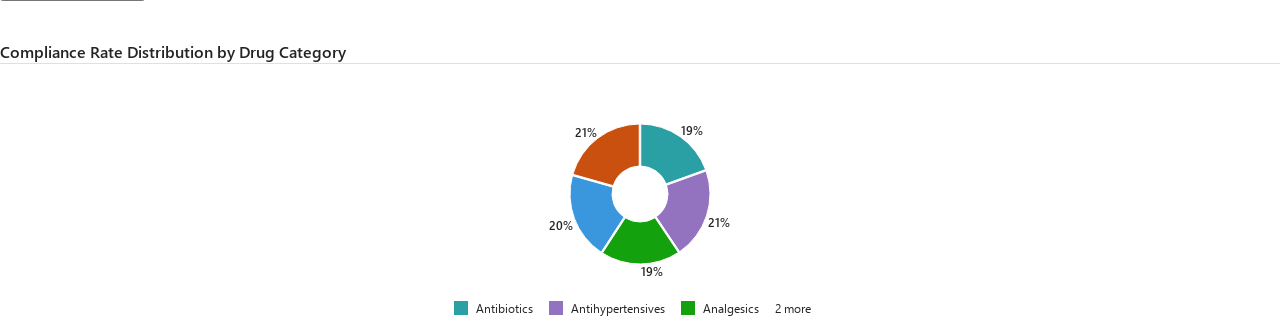 Compliance Rate Distribution by Drug Category
21%
19%
20%
21%
19%
Antibiotics Antihypertensives Analgesics 2 more